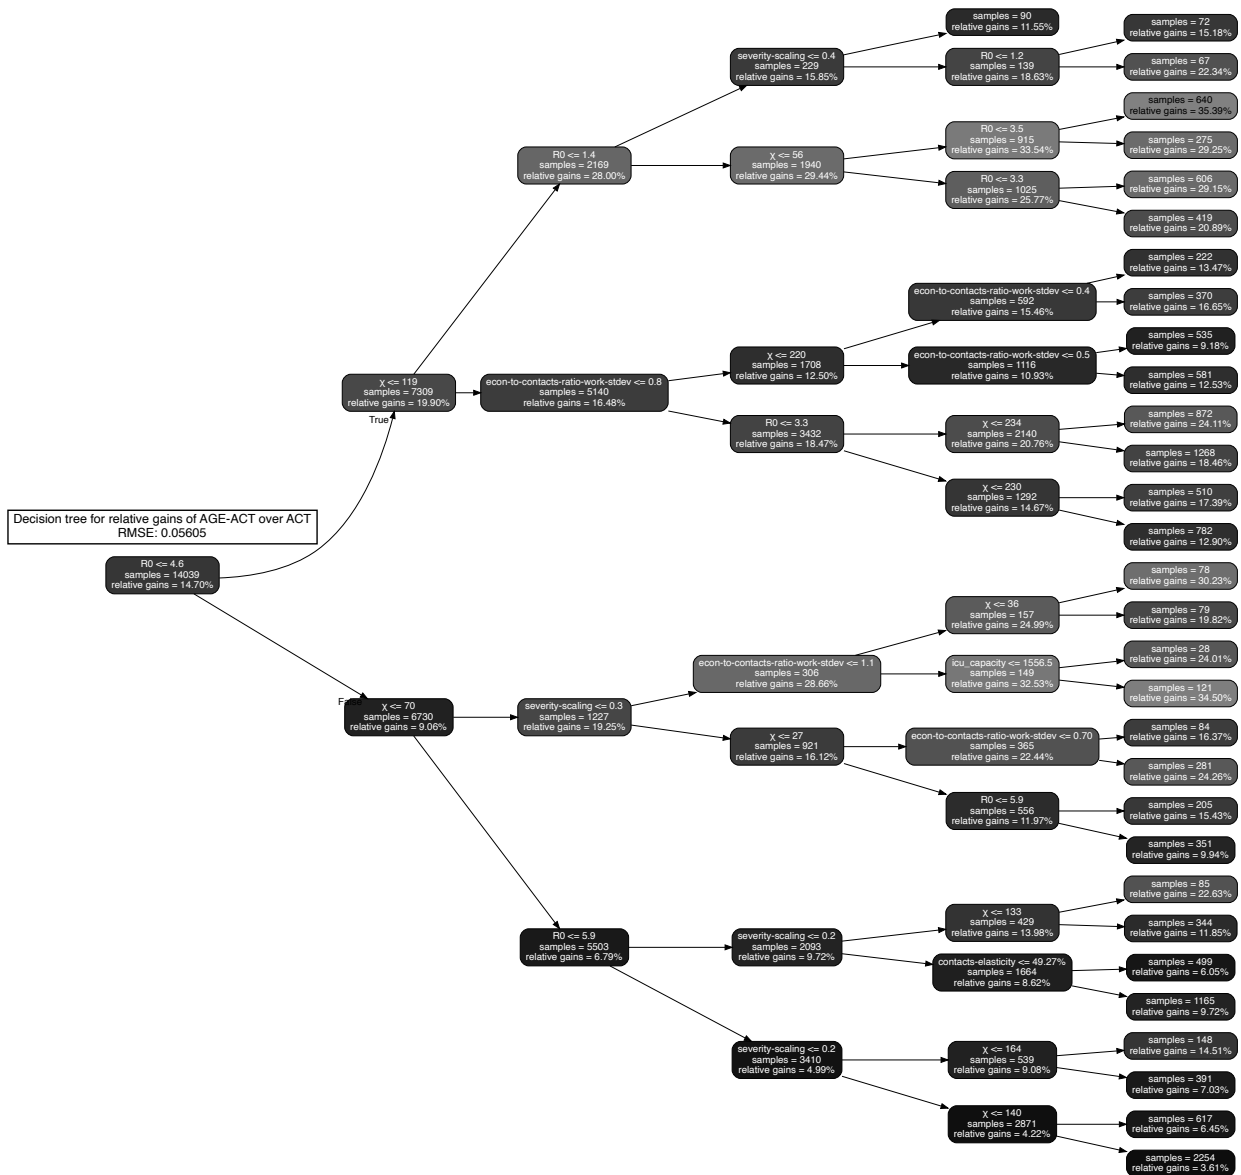 samples = 90
relative gains = 11.55%
samples = 72
relative gains = 15.18%
severity-scaling <= 0.4
samples = 229
relative gains = 15.85%
R0 <= 1.2
samples = 139
relative gains = 18.63%
samples = 67
relative gains = 22.34%
samples = 640
relative gains = 35.39%
R0 <= 1.4
samples = 2169
relative gains = 28.00%
χ <= 56
samples = 1940
relative gains = 29.44%
R0 <= 3.5
samples = 915
relative gains = 33.54%
samples = 275
relative gains = 29.25%
R0 <= 3.3
samples = 1025
relative gains = 25.77%
samples = 606
relative gains = 29.15%
samples = 419
relative gains = 20.89%
samples = 222
relative gains = 13.47%
econ-to-contacts-ratio-work-stdev <= 0.4
samples = 592
relative gains = 15.46%
samples = 370
relative gains = 16.65%
χ <= 220
samples = 1708
relative gains = 12.50%
econ-to-contacts-ratio-work-stdev <= 0.5
samples = 1116
relative gains = 10.93%
samples = 535
relative gains = 9.18%
samples = 581
relative gains = 12.53%
χ <= 119
samples = 7309
relative gains = 19.90%
True
econ-to-contacts-ratio-work-stdev <= 0.8
samples = 5140
relative gains = 16.48%
R0 <= 3.3
samples = 3432
relative gains = 18.47%
χ <= 234
samples = 2140
relative gains = 20.76%
samples = 872
relative gains = 24.11%
samples = 1268
relative gains = 18.46%
χ <= 230
samples = 1292
relative gains = 14.67%
samples = 510
relative gains = 17.39%
samples = 782
relative gains = 12.90%
Decision tree for relative gains of AGE-ACT over ACT
RMSE: 0.05605
R0 <= 4.6
samples = 14039
relative gains = 14.70%
samples = 78
relative gains = 30.23%
χ <= 36
samples = 157
relative gains = 24.99%
samples = 79
relative gains = 19.82%
econ-to-contacts-ratio-work-stdev <= 1.1
samples = 306
relative gains = 28.66%
icu_capacity <= 1556.5
samples = 149
relative gains = 32.53%
samples = 28
relative gains = 24.01%
samples = 121
relative gains = 34.50%
False
χ <= 70
samples = 6730
relative gains = 9.06%
severity-scaling <= 0.3
samples = 1227
relative gains = 19.25%
χ <= 27
samples = 921
relative gains = 16.12%
econ-to-contacts-ratio-work-stdev <= 0.70
samples = 365
relative gains = 22.44%
samples = 84
relative gains = 16.37%
samples = 281
relative gains = 24.26%
R0 <= 5.9
samples = 556
relative gains = 11.97%
samples = 205
relative gains = 15.43%
samples = 351
relative gains = 9.94%
samples = 85
relative gains = 22.63%
R0 <= 5.9
samples = 5503
relative gains = 6.79%
severity-scaling <= 0.2
samples = 2093
relative gains = 9.72%
χ <= 133
samples = 429
relative gains = 13.98%
samples = 344
relative gains = 11.85%
contacts-elasticity <= 49.27%
samples = 1664
relative gains = 8.62%
samples = 499
relative gains = 6.05%
samples = 1165
relative gains = 9.72%
severity-scaling <= 0.2
samples = 3410
relative gains = 4.99%
χ <= 164
samples = 539
relative gains = 9.08%
samples = 148
relative gains = 14.51%
samples = 391
relative gains = 7.03%
χ <= 140
samples = 2871
relative gains = 4.22%
samples = 617
relative gains = 6.45%
samples = 2254
relative gains = 3.61%